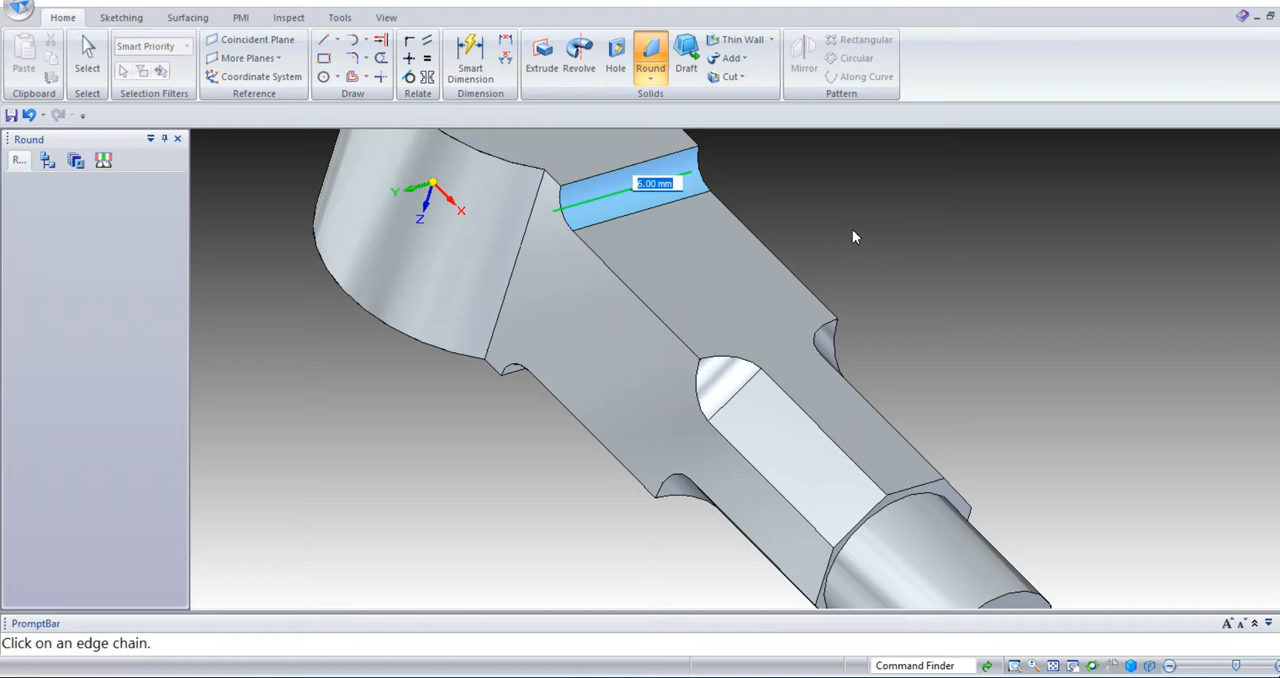 Home Sketching Surfacing PMI Inspect Tools View
Paste
Clipboard
Select
Select
Smart Priority
Selection Filters
Coincident Plane
More Planes
Coordinate System
Reference
Draw
Relate
Smart
Dimension
Dimension
Extrude Revolve Hole Round Draft
Thin Wall
Add
Cut
Solids
Mirror
Rectangular
Circular
Along Curve
Pattern
Round
R...
Y
Z
X
5.00 mm
PromptBar
Click on an edge chain.
Command Finder